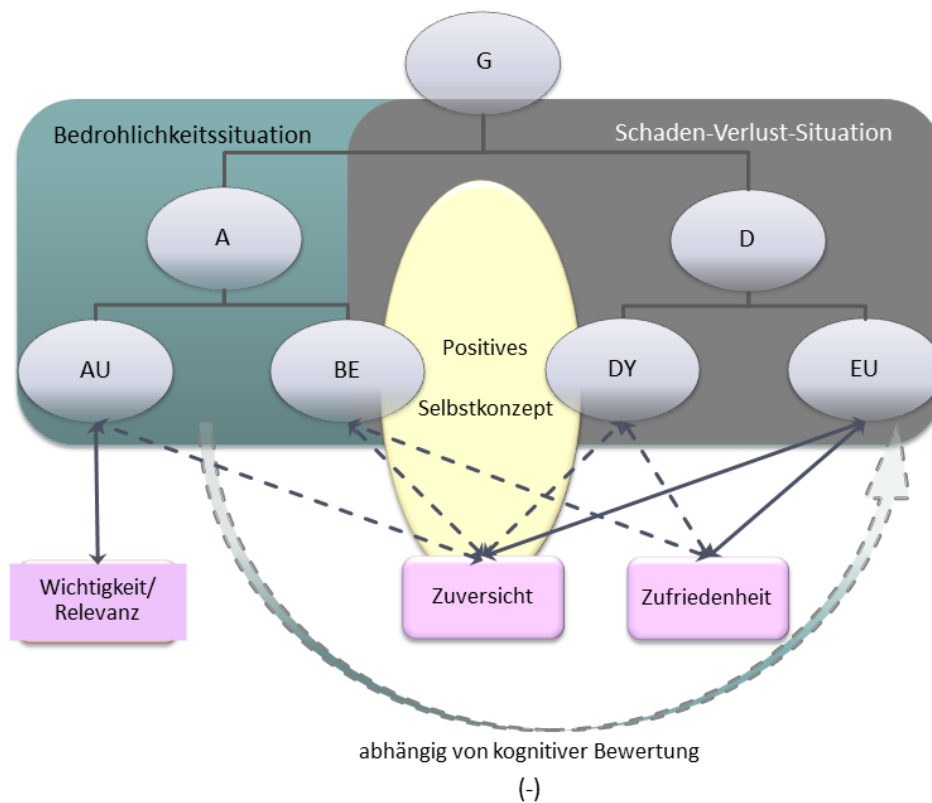 G
Bedrohlichkeitssituation
Schaden-Verlust-Situation
A
D
AU
BE
Positives
Selbstkonzept
DY
EU
Wichtigkeit/
Relevanz
Zuversicht
Zufriedenheit
abhängig von kognitiver Bewertung
(-)